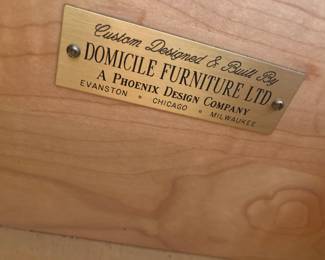 Custom Designed & Built By
DOMICILE FURNITURE LTD
A PHOENIX DESIGN COMPANY
EVANSTON • CHICAGO • MILWAUKEE